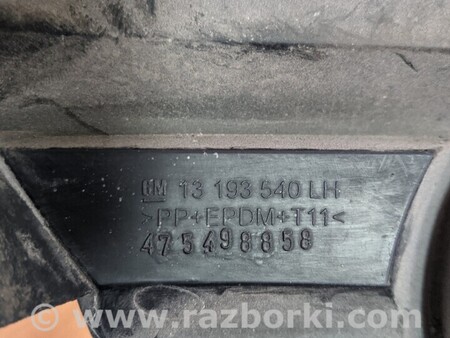 GM 13 193 540 LH
>PP+EPDM+T11<
475498858
www.razborki.com